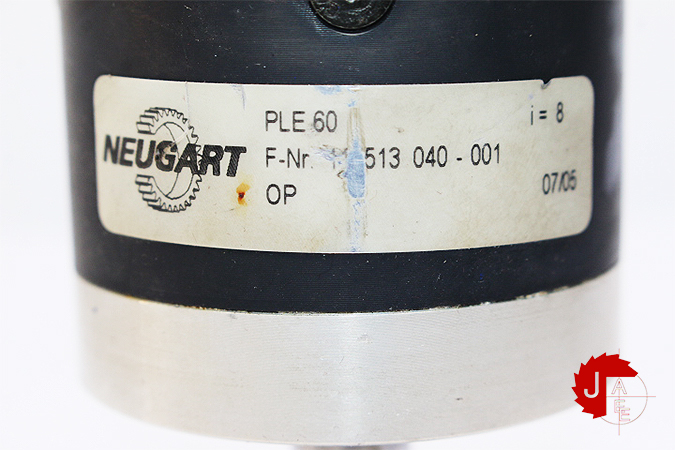 NEUGART
PLE 60
i = 8
F-Nr. 513 040 - 001
OP
07/05
J
A
E
E